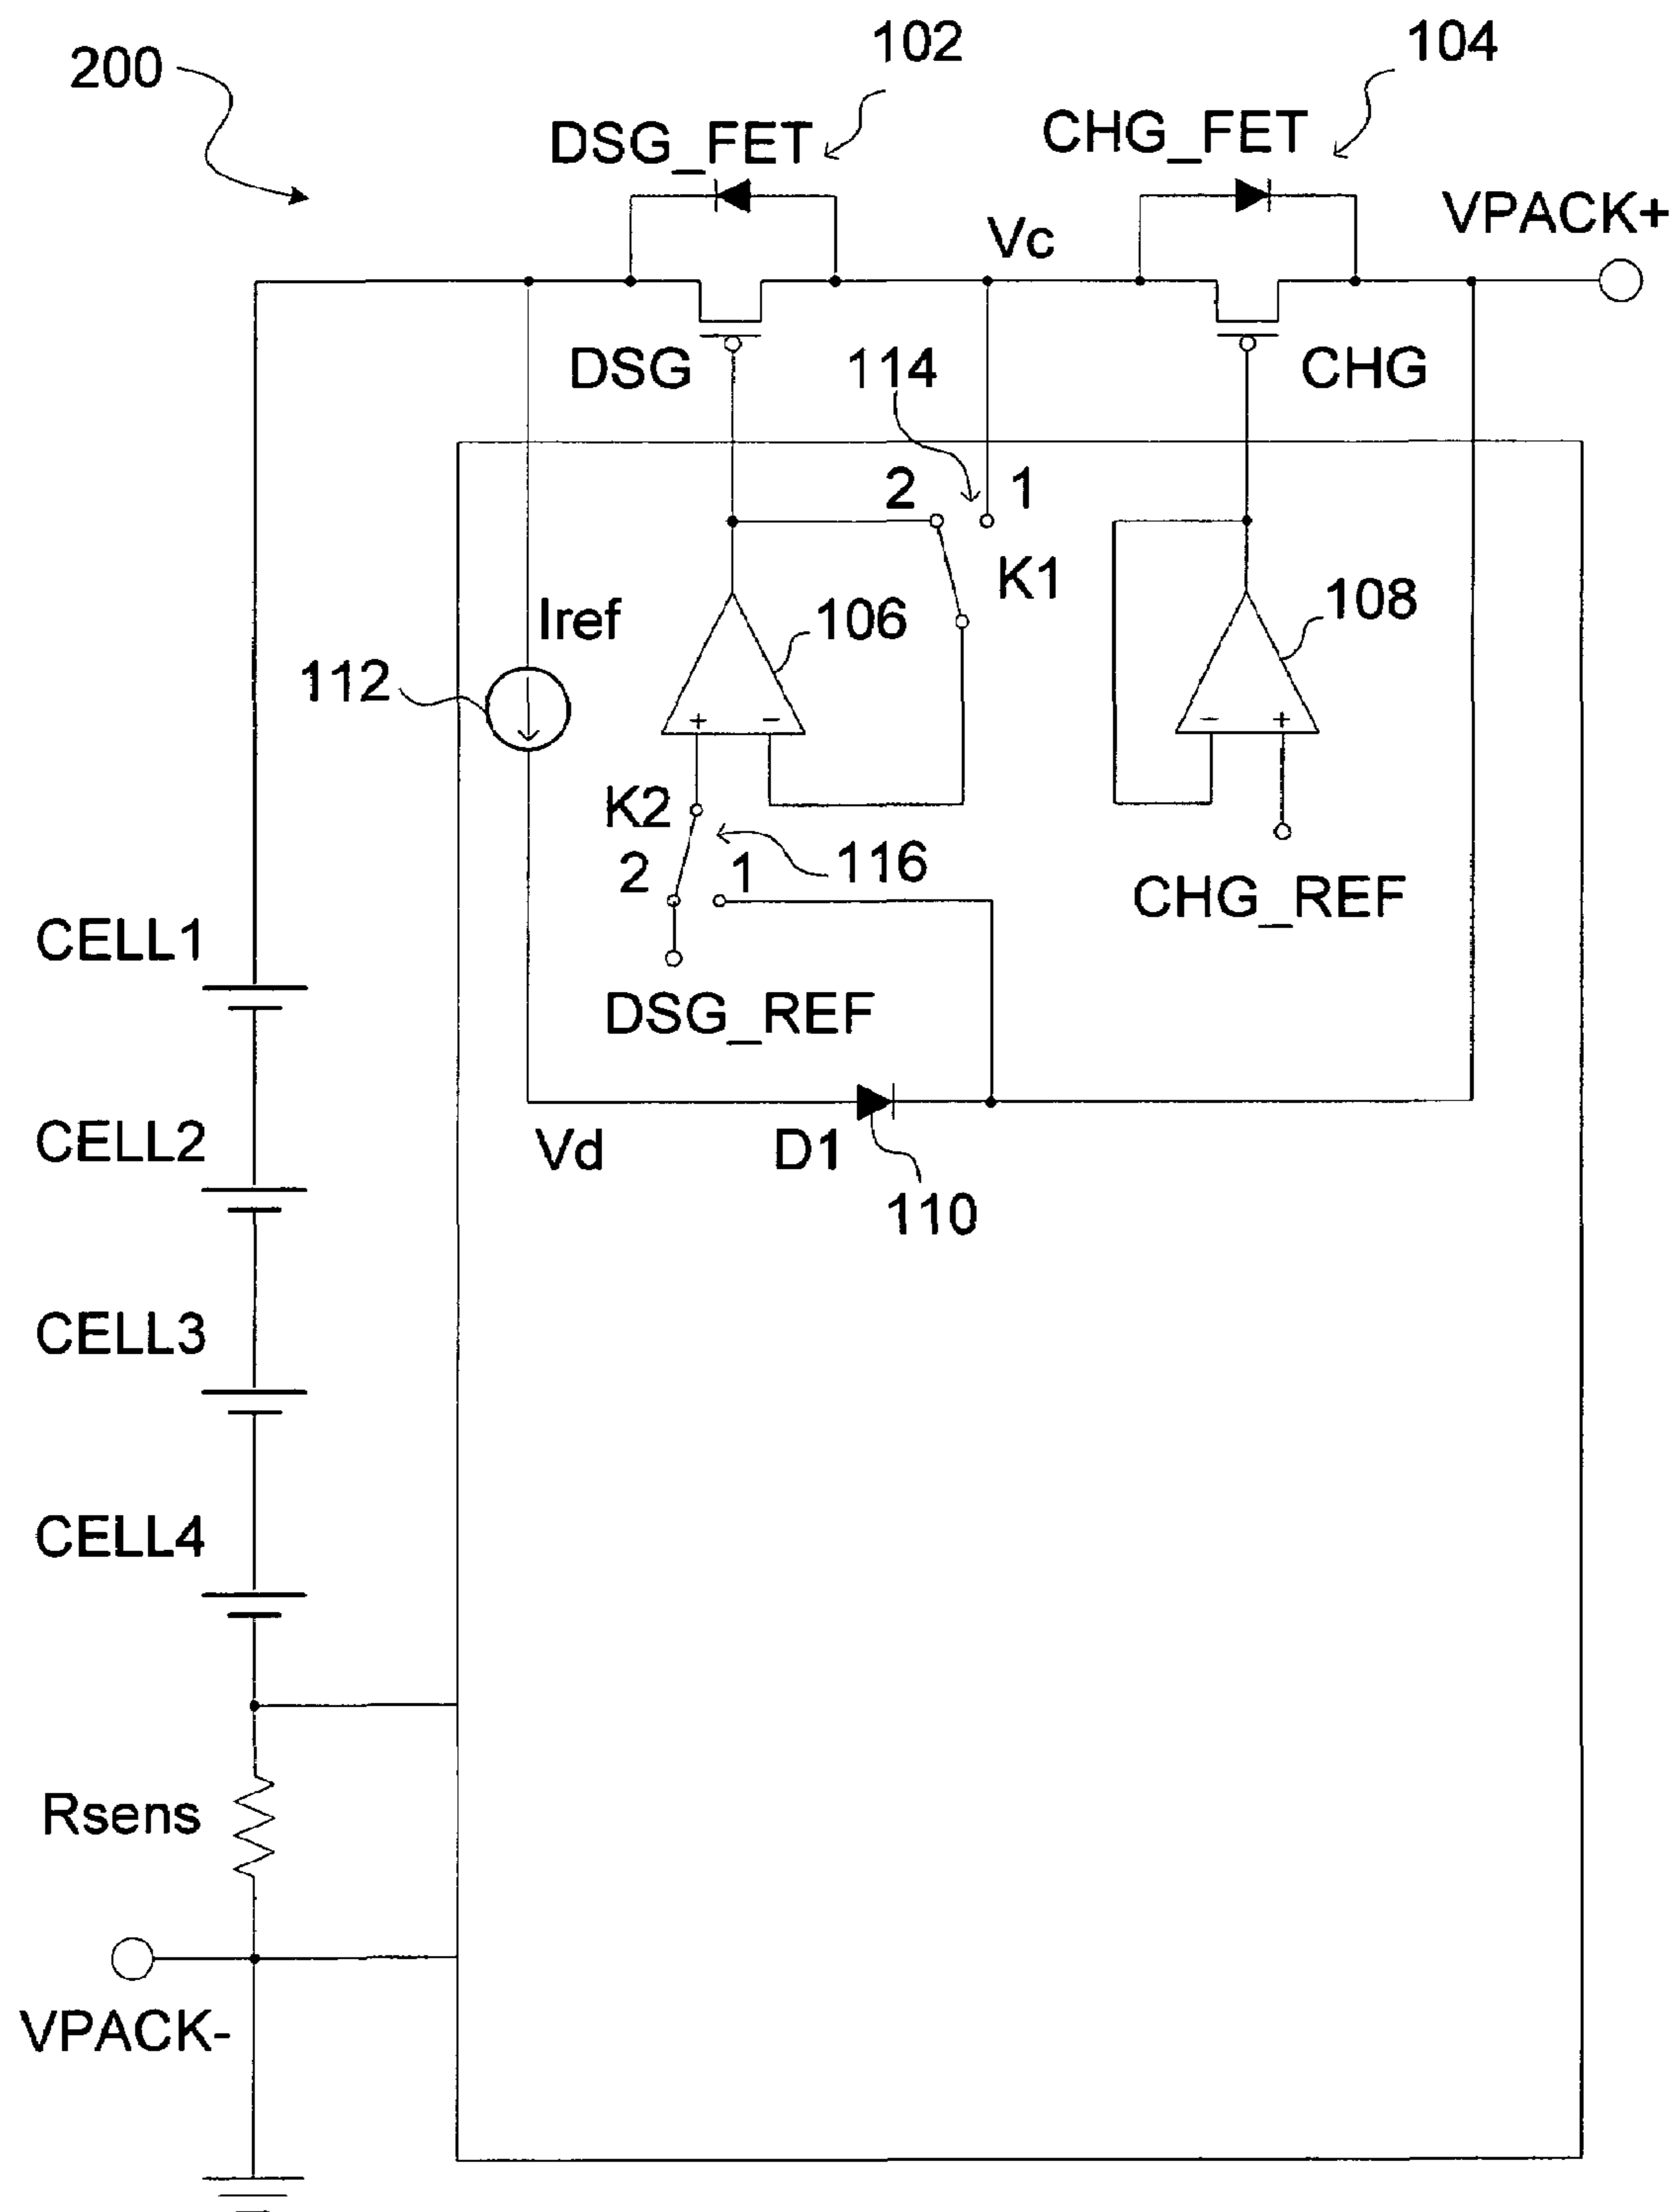 200
102
104
DSG_FET
CHG_FET
VPACK+
Vc
DSG
114
CHG
2
1
K1
Iref
106
108
112
+
-
-
+
K2
2
1
116
CHG_REF
DSG_REF
CELL1
Vd
D1
110
CELL2
CELL3
CELL4
Rsens
VPACK-